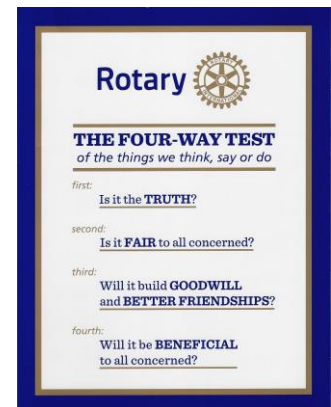 Rotary
ROTARY
INTERNATIONAL
THE FOUR-WAY TEST
of the things we think, say or do
first:
Is it the TRUTH?
second:
Is it FAIR to all concerned?
third:
Will it build GOODWILL
and BETTER FRIENDSHIPS?
fourth:
Will it be BENEFICIAL
to all concerned?